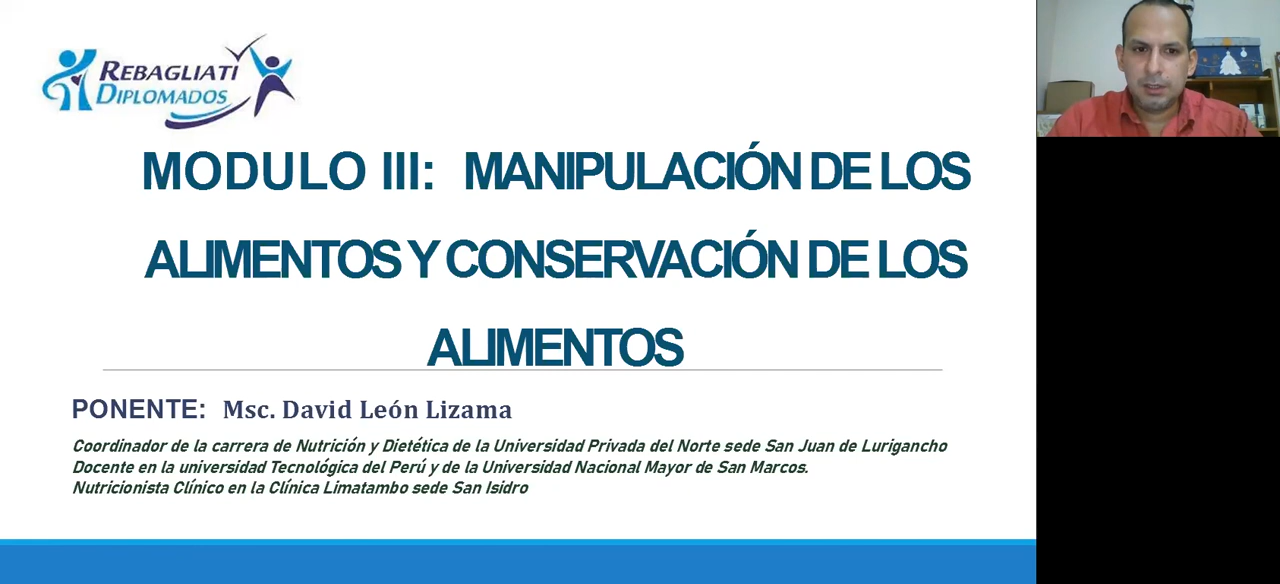 REBAGLIATI
DIPLOMADOS
MODULO III: MANIPULACIÓN DE LOS
ALIMENTOS Y CONSERVACIÓN DE LOS
ALIMENTOS
PONENTE: Msc. David León Lizama
Coordinador de la carrera de Nutrición y Dietética de la Universidad Privada del Norte sede San Juan de Lurigancho
Docente en la universidad Tecnológica del Perú y de la Universidad Nacional Mayor de San Marcos.
Nutricionista Clínico en la Clínica Limatambo sede San Isidro